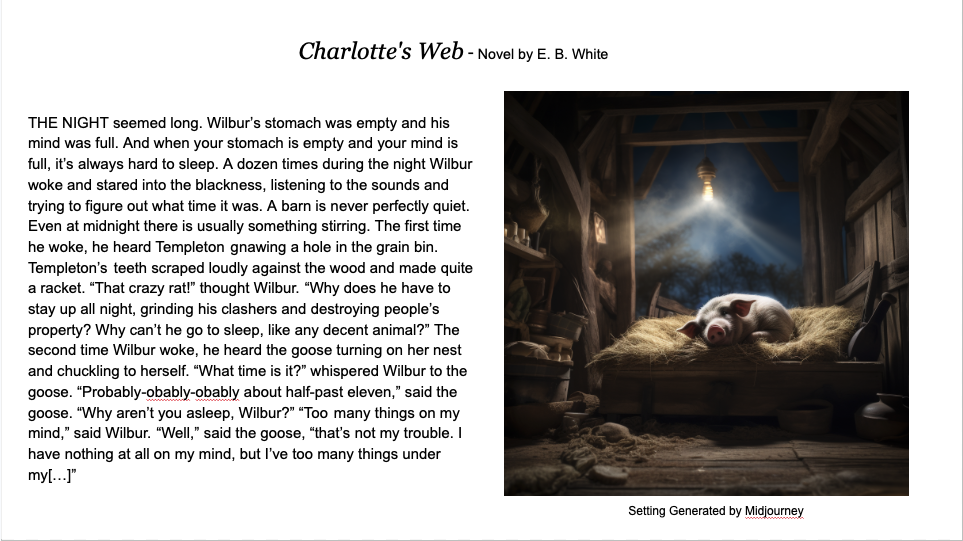 Charlotte's Web - Novel by E. B. White
THE NIGHT seemed long. Wilbur’s stomach was empty and his
mind was full. And when your stomach is empty and your mind is
full, it’s always hard to sleep. A dozen times during the night Wilbur
woke and stared into the blackness, listening to the sounds and
trying to figure out what time it was. A barn is never perfectly quiet.
Even at midnight there is usually something stirring. The first time
he woke, he heard Templeton gnawing a hole in the grain bin.
Templeton’s teeth scraped loudly against the wood and made quite
a racket. “That crazy rat!” thought Wilbur. “Why does he have to
stay up all night, grinding his clashers and destroying people’s
property? Why can’t he go to sleep, like any decent animal?” The
second time Wilbur woke, he heard the goose turning on her nest
and chuckling to herself. “What time is it?” whispered Wilbur to the
goose. “Probably-obably-obably about half-past eleven,” said the
goose. “Why aren’t you asleep, Wilbur?” “Too many things on my
mind,” said Wilbur. “Well,” said the goose, “that’s not my trouble. I
have nothing at all on my mind, but I’ve too many things under
my[…]”
Setting Generated by Midjourney